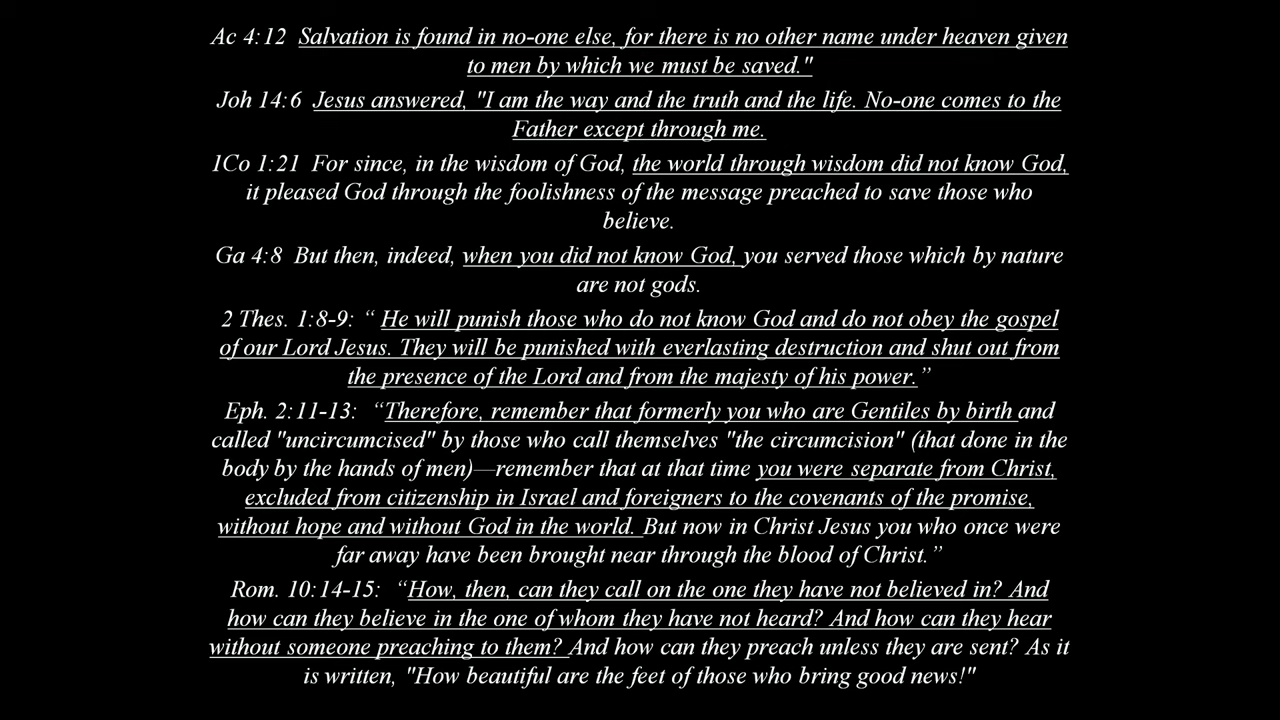 Ac 4:12 Salvation is found in no-one else, for there is no other name under heaven given
to men by which we must be saved."
Joh 14:6 Jesus answered, "I am the way and the truth and the life. No-one comes to the
Father except through me.
1Co 1:21 For since, in the wisdom of God, the world through wisdom did not know God,
it pleased God through the foolishness of the message preached to save those who
believe.
Ga 4:8 But then, indeed, when you did not know God, you served those which by nature
are not gods.
2 Thes. 1:8-9: “ He will punish those who do not know God and do not obey the gospel
of our Lord Jesus. They will be punished with everlasting destruction and shut out from
the presence of the Lord and from the majesty of his power.”
Eph. 2:11-13: “Therefore, remember that formerly you who are Gentiles by birth and
called "uncircumcised" by those who call themselves "the circumcision" (that done in the
body by the hands of men)—remember that at that time you were separate from Christ,
excluded from citizenship in Israel and foreigners to the covenants of the promise,
without hope and without God in the world. But now in Christ Jesus you who once were
far away have been brought near through the blood of Christ.”
Rom. 10:14-15: “How, then, can they call on the one they have not believed in? And
how can they believe in the one of whom they have not heard? And how can they hear
without someone preaching to them? And how can they preach unless they are sent? As it
is written, "How beautiful are the feet of those who bring good news!"